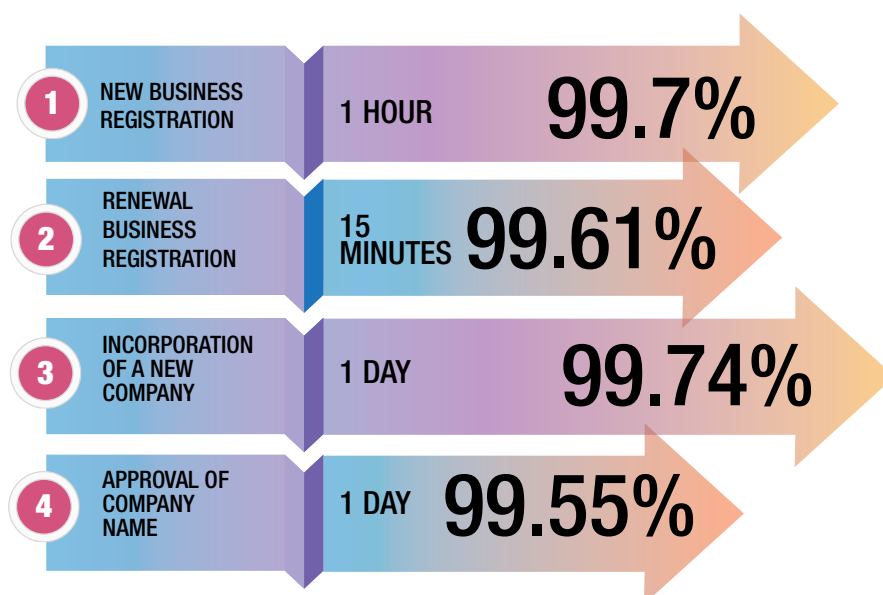 1
NEW BUSINESS
REGISTRATION
1 HOUR
99.7%
2
RENEWAL
BUSINESS
REGISTRATION
15
MINUTES
99.61%
3
INCORPORATION
OF A NEW
COMPANY
1 DAY
99.74%
4
APPROVAL OF
COMPANY
NAME
1 DAY
99.55%